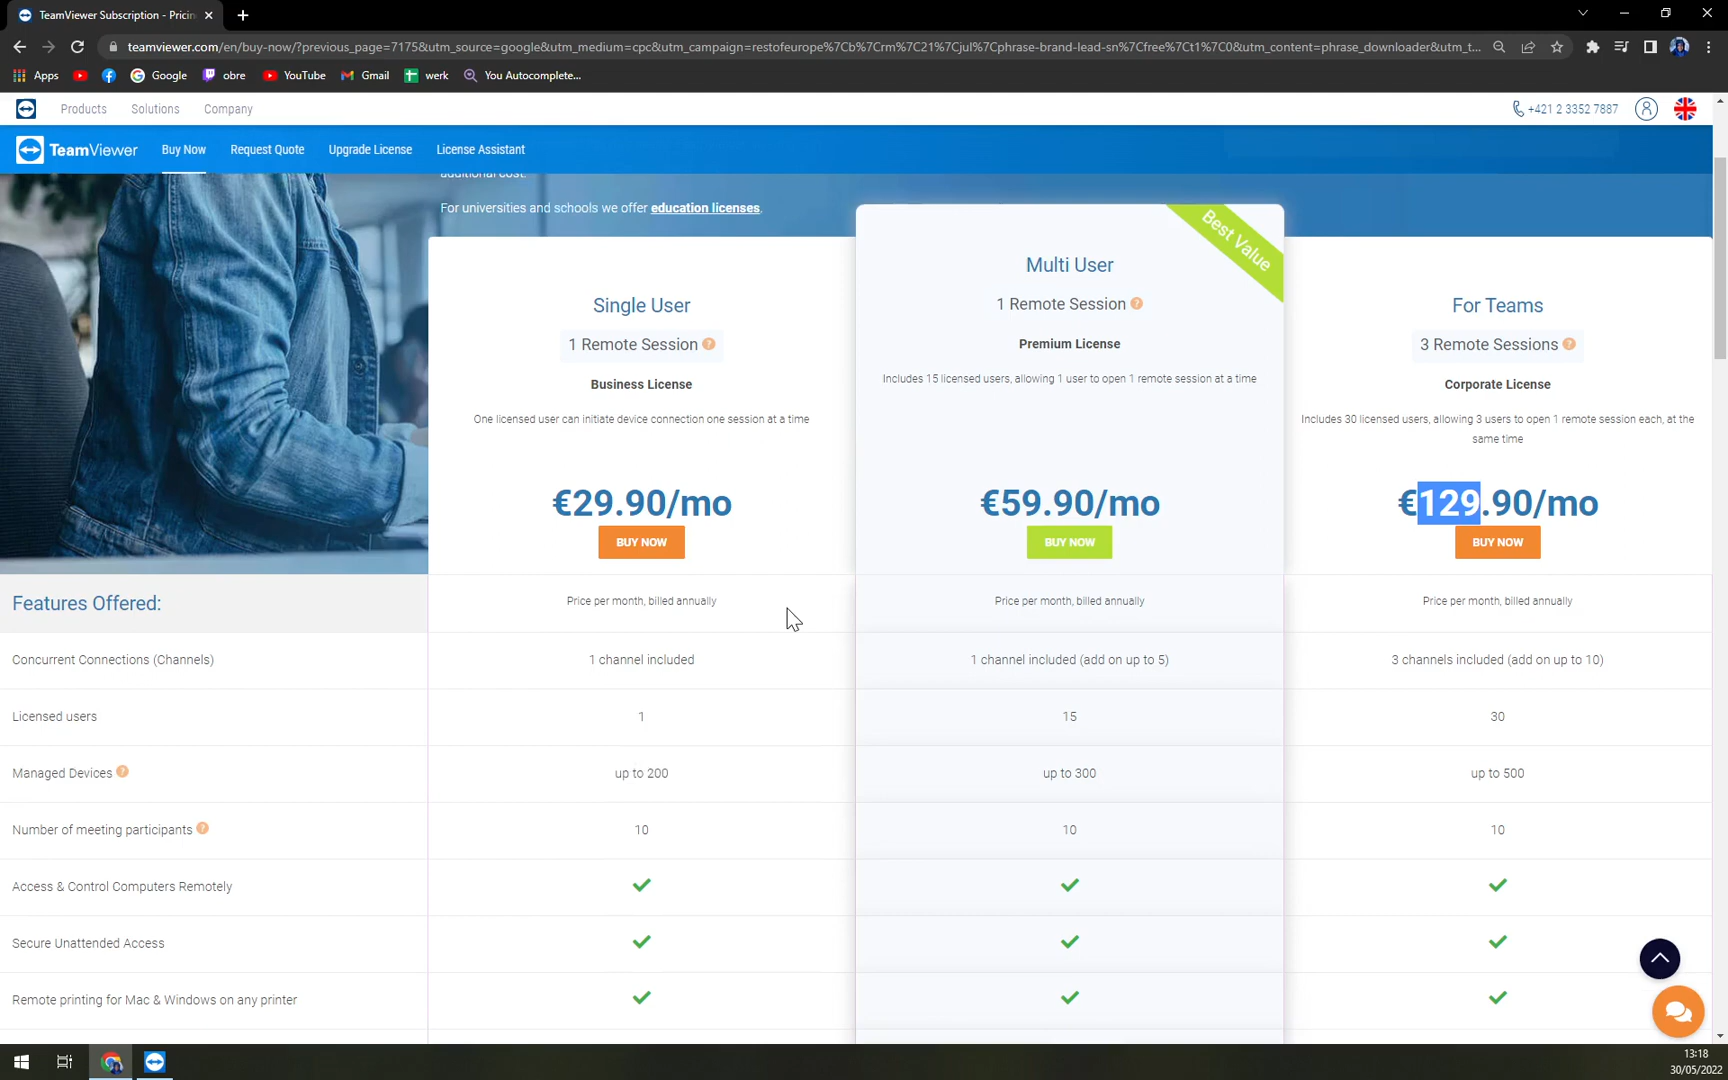 TeamViewer Subscription - Pricin
teamviewer.com/en/buy-now/?previous_page=7175&utm_source=google&utm_medium=cpc&utm_campaign=restofeurope%7Cb%7Crm%7C21%7Cjul%7Cphrase-brand-lead-sn%7Cfree%7Ct1%7C0&utm_content=phrase_downloader&utm_t...
Apps Google obre YouTube Gmail werk You Autocomplete...
Products Solutions Company +421 2 3352 7887
TeamViewer Buy Now Request Quote Upgrade License License Assistant
additional cost.
For universities and schools we offer education licenses.
Best Value
Multi User
Single User
For Teams
1 Remote Session ?
1 Remote Session ?
3 Remote Sessions ?
Premium License
Business License
Corporate License
Includes 15 licensed users, allowing 1 user to open 1 remote session at a time
One licensed user can initiate device connection one session at a time
Includes 30 licensed users, allowing 3 users to open 1 remote session each, at the
same time
€29.90/mo €59.90/mo €129.90/mo
BUY NOW BUY NOW BUY NOW
Features Offered: Price per month, billed annually Price per month, billed annually Price per month, billed annually
Concurrent Connections (Channels) 1 channel included 1 channel included (add on up to 5) 3 channels included (add on up to 10)
Licensed users 1 15 30
Managed Devices ? up to 200 up to 300 up to 500
Number of meeting participants ? 10 10 10
Access & Control Computers Remotely
Secure Unattended Access
Remote printing for Mac & Windows on any printer
13:18
30/05/2022